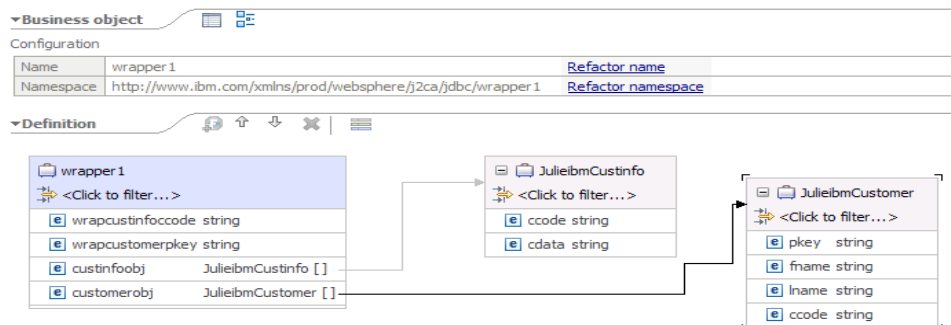 Business object
Configuration
Name wrapper1 Refactor name
Namespace http://www.ibm.com/xmlns/prod/websphere/j2ca/jdbc/wrapper1 Refactor namespace
Definition
wrapper1
<Click to filter...>
e wrapcustinfoccode string
e wrapcustomerpkey string
e custinfoobj JulieibmCustinfo []
e customerobj JulieibmCustomer []
JulieibmCustinfo
<Click to filter...>
e ccode string
e cdata string
JulieibmCustomer
<Click to filter...>
e pkey string
e fname string
e lname string
e ccode string